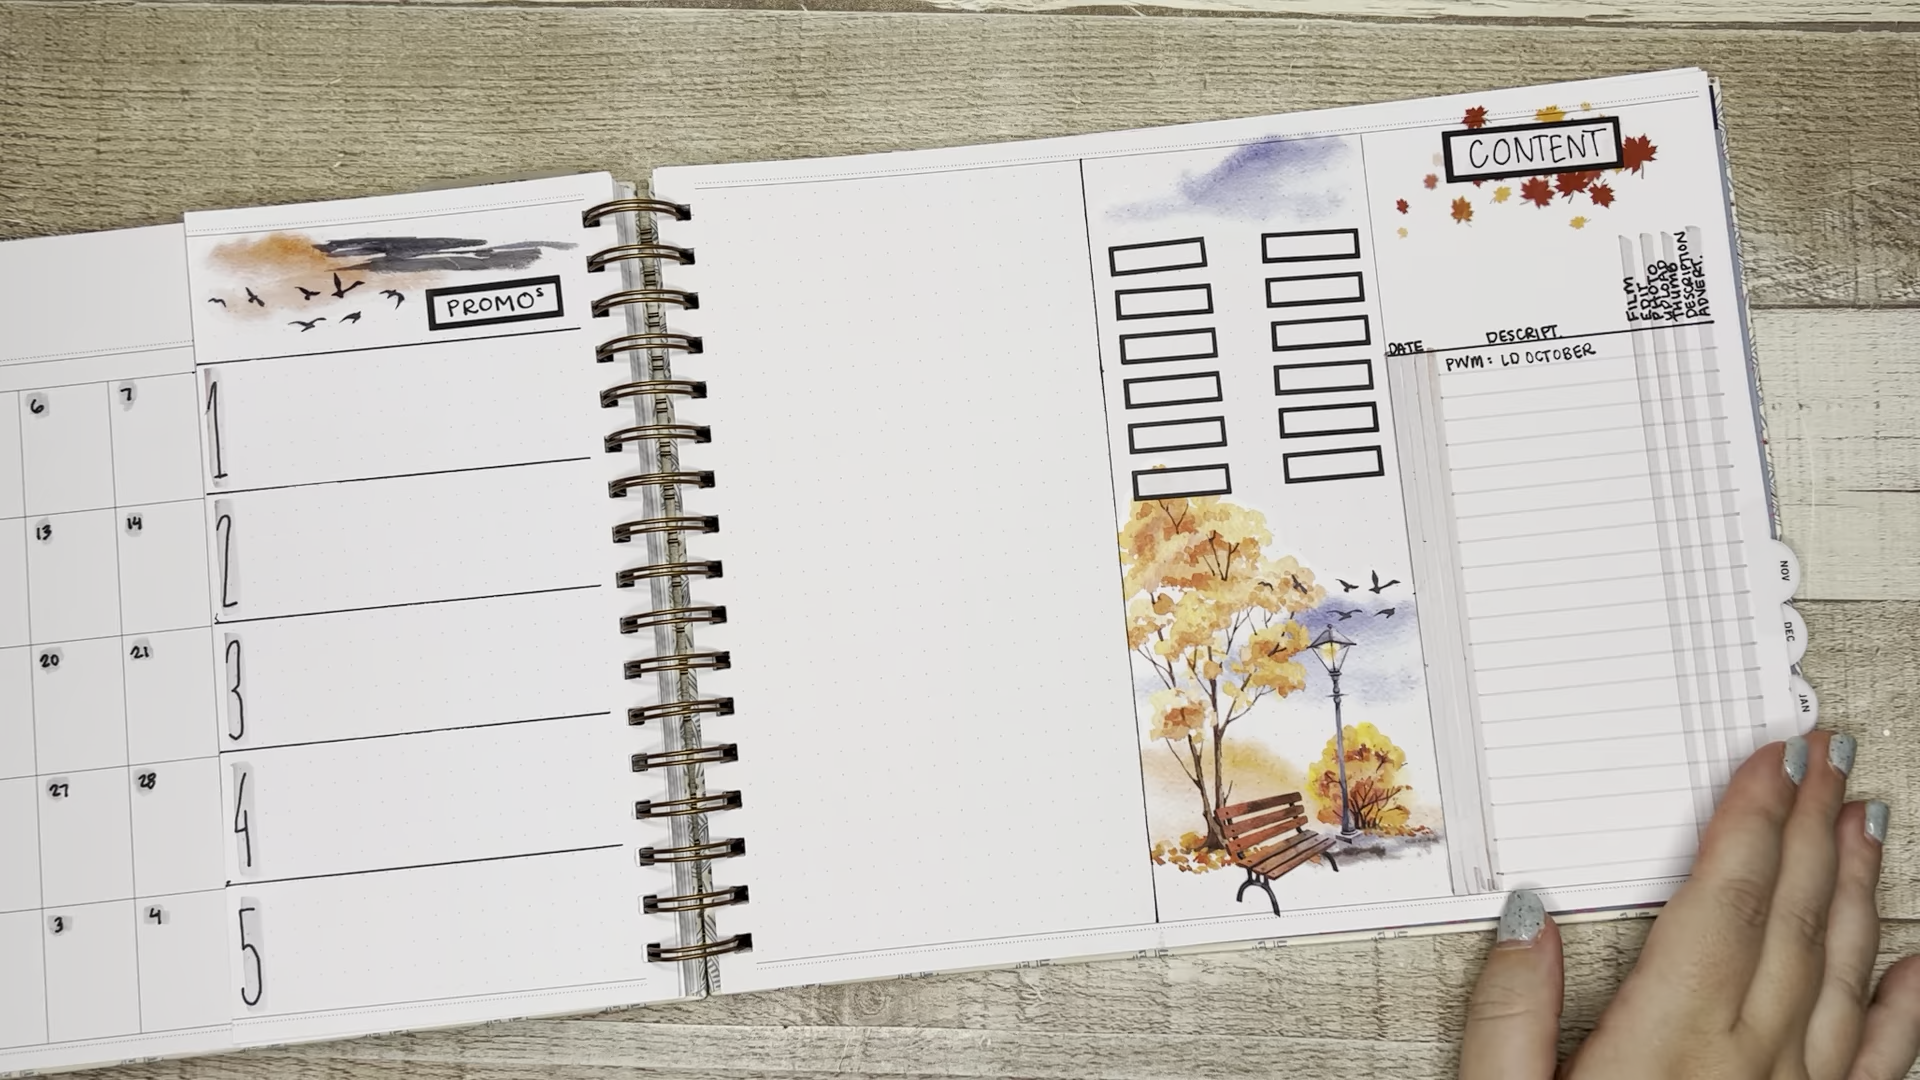 PROMOS
6 7
13 14
20 21
27 28
3 4
1
2
3
4
5
CONTENT
FILM
EDIT
PHOTO
UPLOAD
THUMB
DESCRIPTION
ADVERT.
DATE
DESCRIPT.
PWM: LD OCTOBER
NOV
DEC
JAN